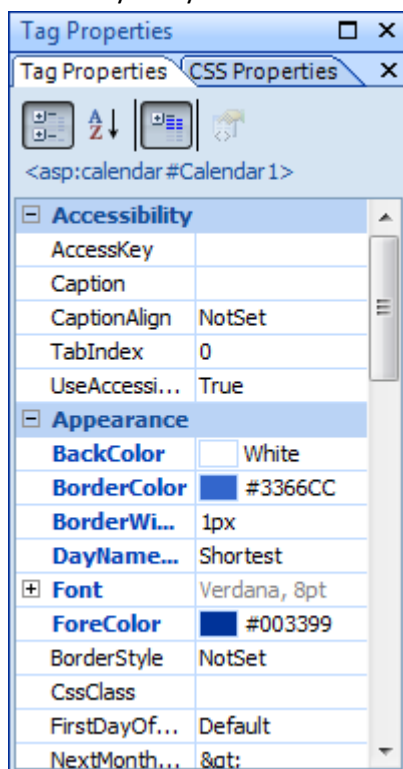 Tag Properties
Tag Properties CSS Properties
A
Z
<asp:calendar#Calendar1>
Accessibility
AccessKey
Caption
CaptionAlign NotSet
TabIndex 0
UseAccessi... True
Appearance
BackColor White
BorderColor #3366CC
BorderWi... 1px
DayName... Shortest
Font Verdana, 8pt
ForeColor #003399
BorderStyle NotSet
CssClass
FirstDayOf... Default
NextMonth... &gt;